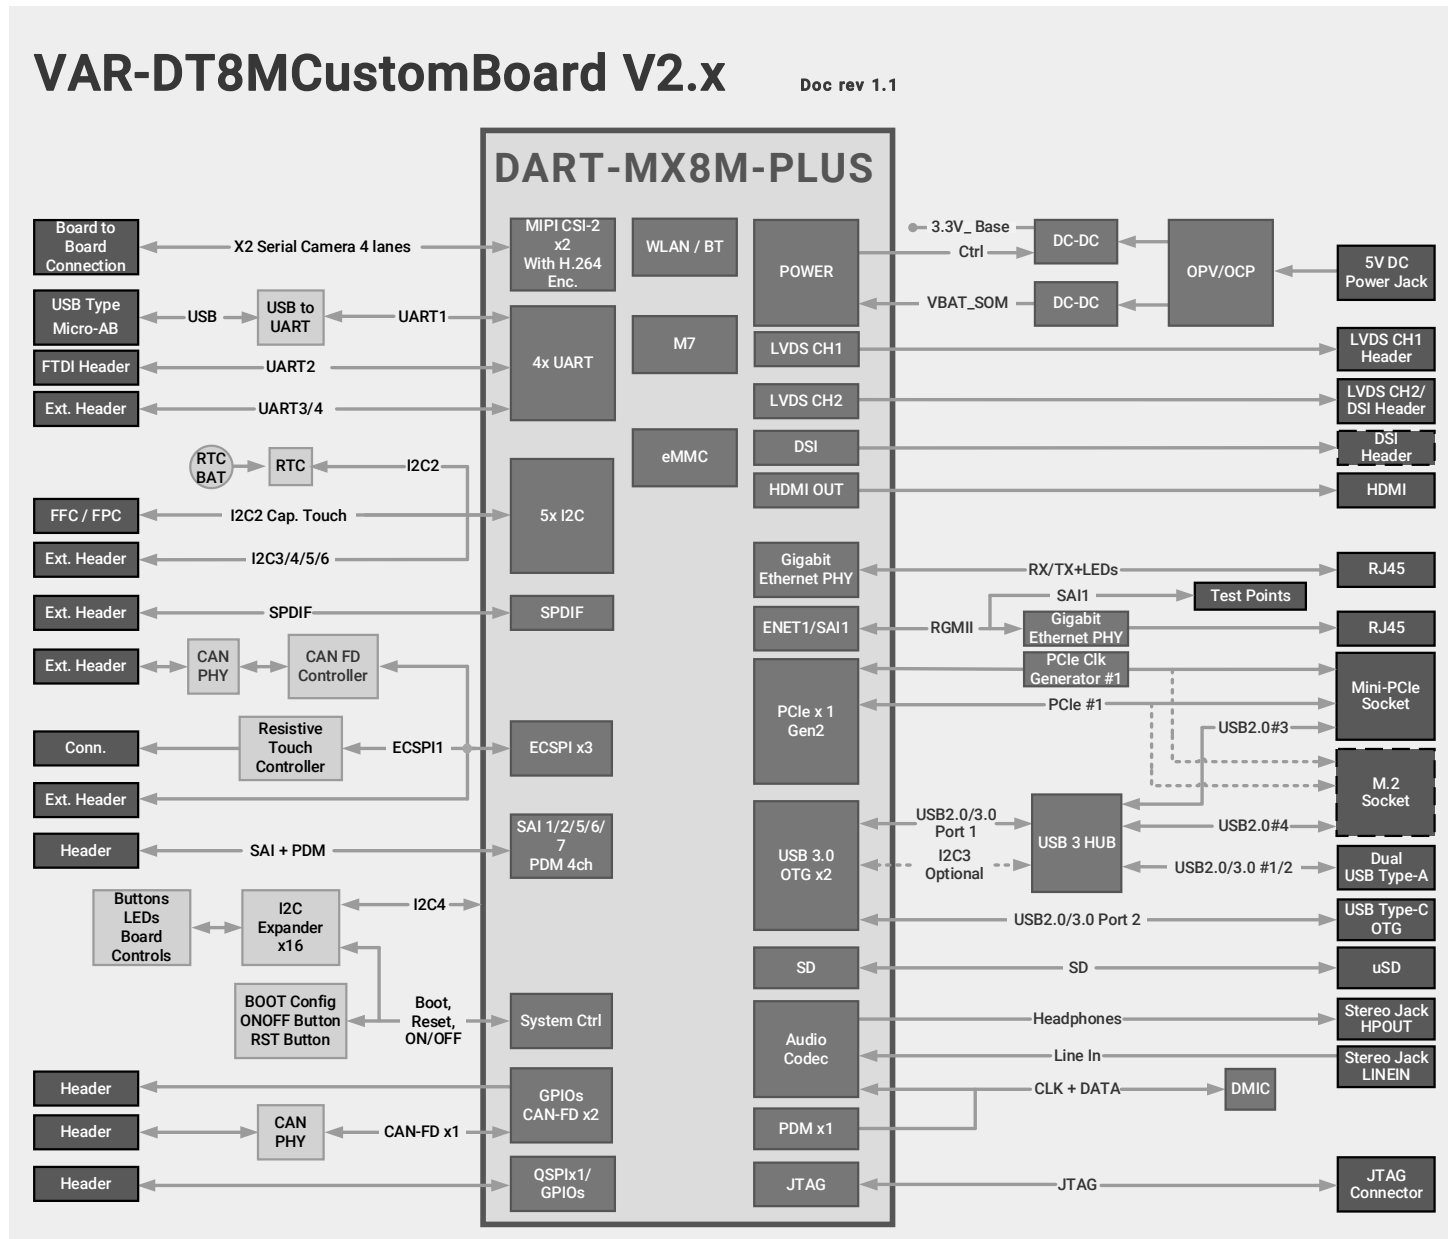 VAR-DT8MCustomBoard V2.x
Doc rev 1.1
DART-MX8M-PLUS
Board to
Board
Connection
X2 Serial Camera 4 lanes
MIPI CSI-2
x2
With H.264
Enc.
WLAN / BT
POWER
3.3V_ Base
Ctrl
VBAT_SOM
DC-DC
DC-DC
OPV/OCP
5V DC
Power Jack
USB Type
Micro-AB
USB
USB to
UART
UART1
4x UART
M7
LVDS CH1
LVDS CH1
Header
FTDI Header
UART2
Ext. Header
UART3/4
LVDS CH2
LVDS CH2/
DSI Header
RTC
BAT
RTC
I2C2
eMMC
DSI
DSI
Header
HDMI OUT
HDMI
FFC / FPC
I2C2 Cap. Touch
5x I2C
Ext. Header
I2C3/4/5/6
Gigabit
Ethernet PHY
RX/TX+LEDs
RJ45
SAI1
Test Points
Ext. Header
SPDIF
SPDIF
ENET1/SAI1
RGMII
Gigabit
Ethernet PHY
RJ45
Ext. Header
CAN
PHY
CAN FD
Controller
PCIe x 1
Gen2
PCIe Clk
Generator #1
PCIe #1
Mini-PCIe
Socket
USB2.0#3
Conn.
Resistive
Touch
Controller
ECSPI1
ECSPI x3
Ext. Header
M.2
Socket
Header
SAI + PDM
SAI 1/2/5/6/
7
PDM 4ch
USB 3.0
OTG x2
USB2.0/3.0
Port 1
I2C3
Optional
USB 3 HUB
USB2.0#4
USB2.0/3.0 #1/2
Dual
USB Type-A
Buttons
LEDs
Board
Controls
I2C
Expander
x16
I2C4
USB2.0/3.0 Port 2
USB Type-C
OTG
SD
SD
uSD
BOOT Config
ONOFF Button
RST Button
Boot,
Reset,
ON/OFF
System Ctrl
Audio
Codec
Headphones
Stereo Jack
HPOUT
Line In
Stereo Jack
LINEIN
Header
GPIOs
CAN-FD x2
CLK + DATA
DMIC
Header
CAN
PHY
CAN-FD x1
PDM x1
Header
QSPIx1/
GPIOs
JTAG
JTAG
JTAG
Connector